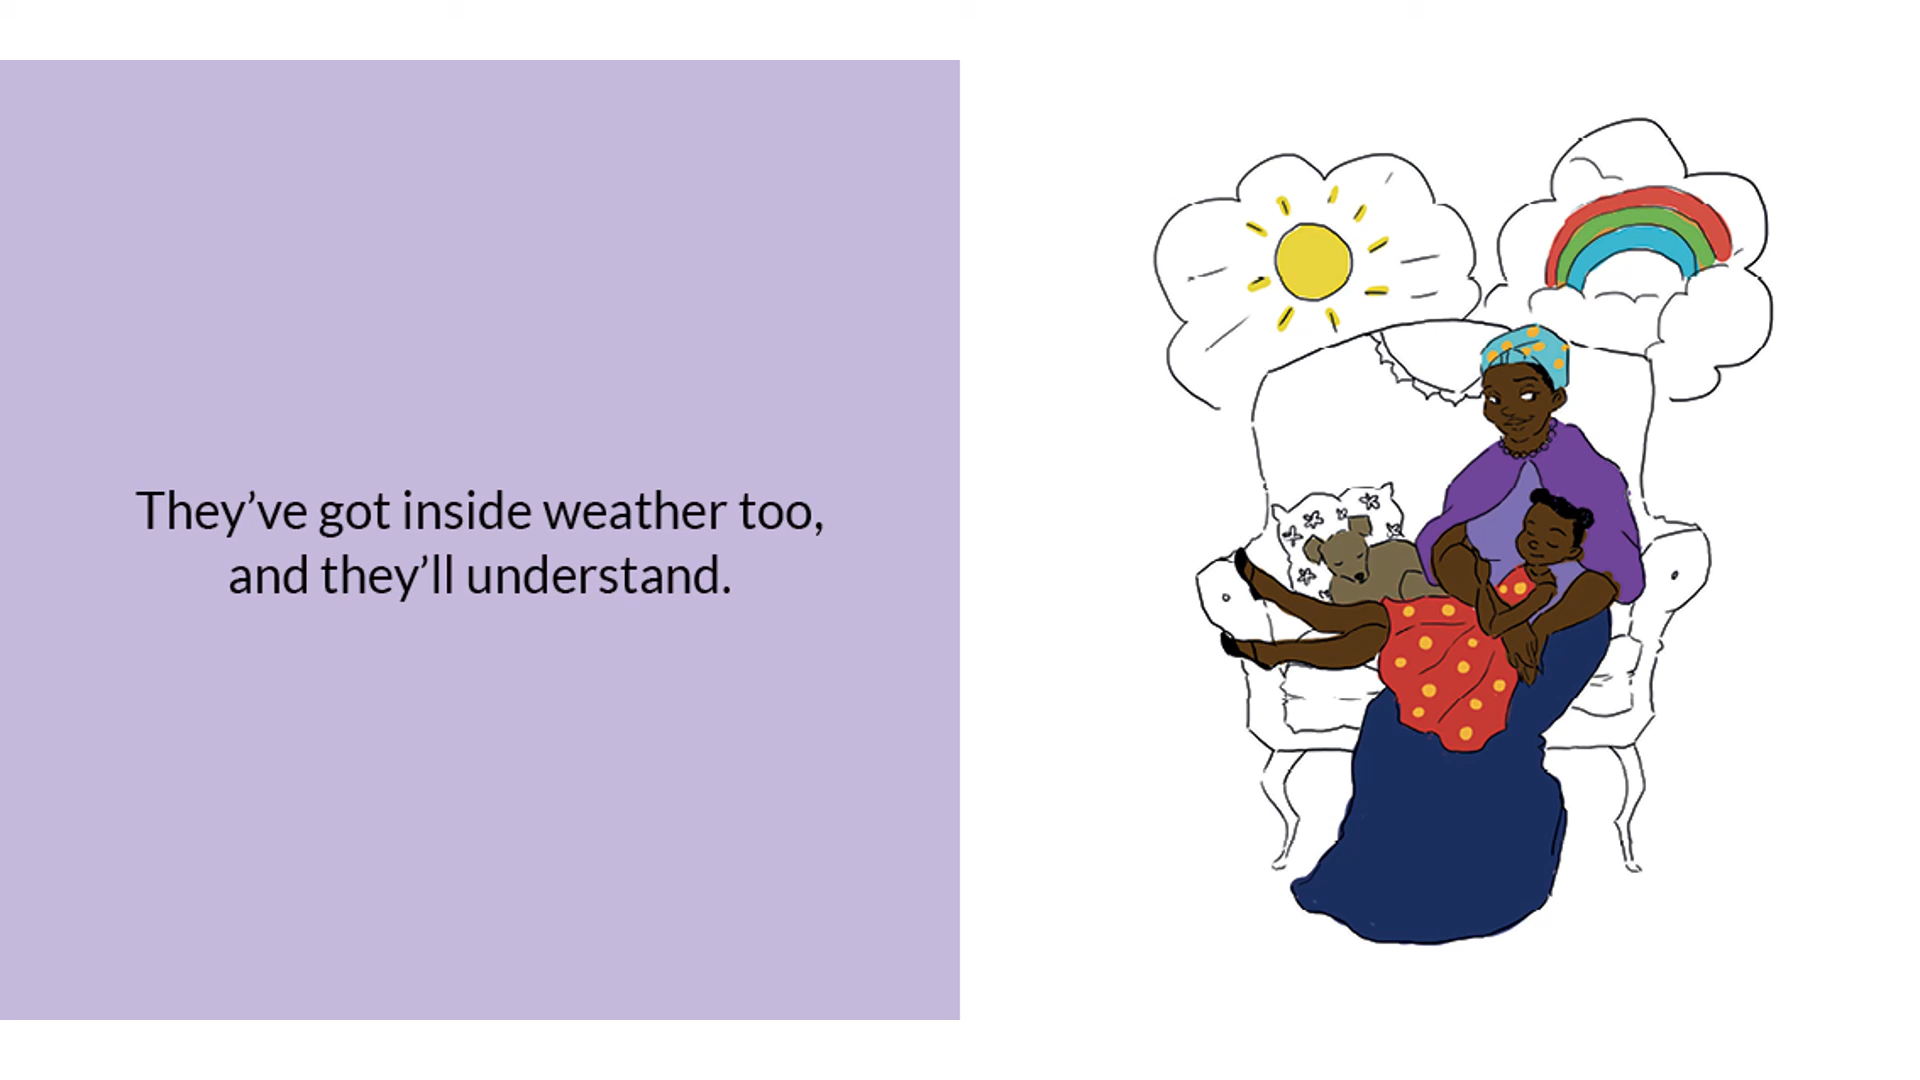 They’ve got inside weather too,
and they’ll understand.